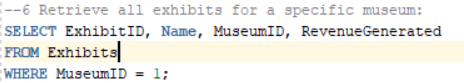 --6 Retrieve all exhibits for a specific museum:
SELECT ExhibitID, Name, MuseumID, RevenueGenerated
FROM Exhibits
WHERE MuseumID = 1;